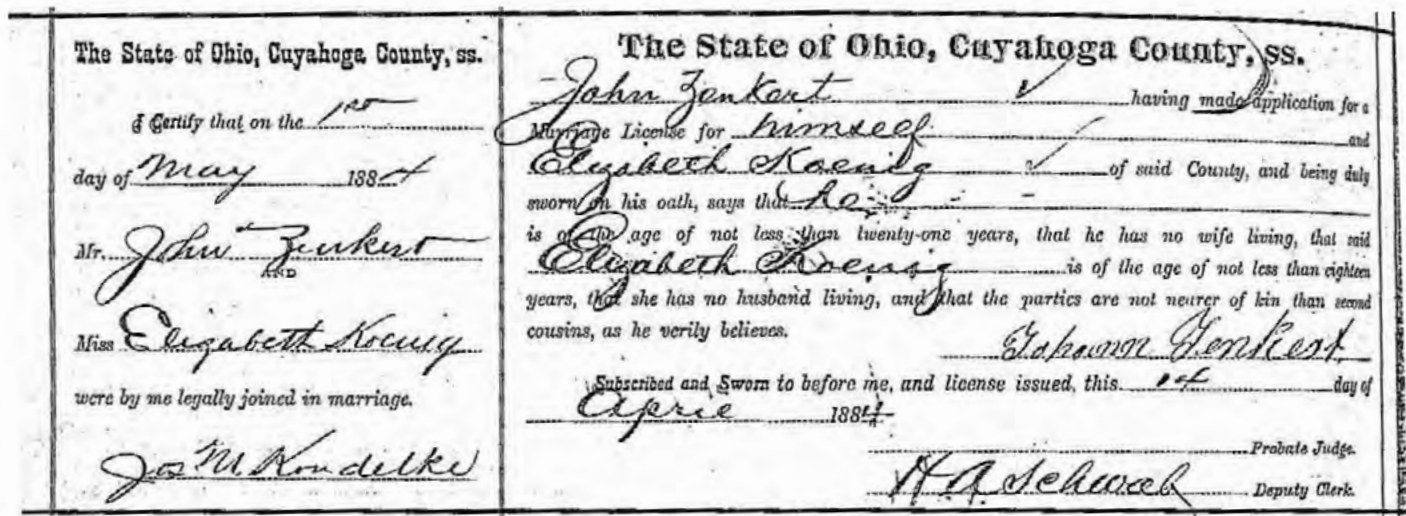 The State of Ohio, Cuyahoga County, ss.
I Certify that on the 1st
day of May 1884
Mr. John Zenkert
AND
Miss Elizabeth Koenig
were by me legally joined in marriage.
Jos M. Koudelke
The State of Ohio, Cuyahoga County, ss.
John Zenkert having made application for a
Marriage License for himself and
Elizabeth Koenig of said County, and being duly
sworn on his oath, says that he
is of the age of not less than twenty-one years, that he has no wife living, that said
Elizabeth Koenig is of the age of not less than eighteen
years, that she has no husband living, and that the parties are not nearer of kin than second
cousins, as he verily believes.
Johann Zenkert
Subscribed and Sworn to before me, and license issued, this 14 day of
April 1884
Probate Judge.
H A Schwab Deputy Clerk.